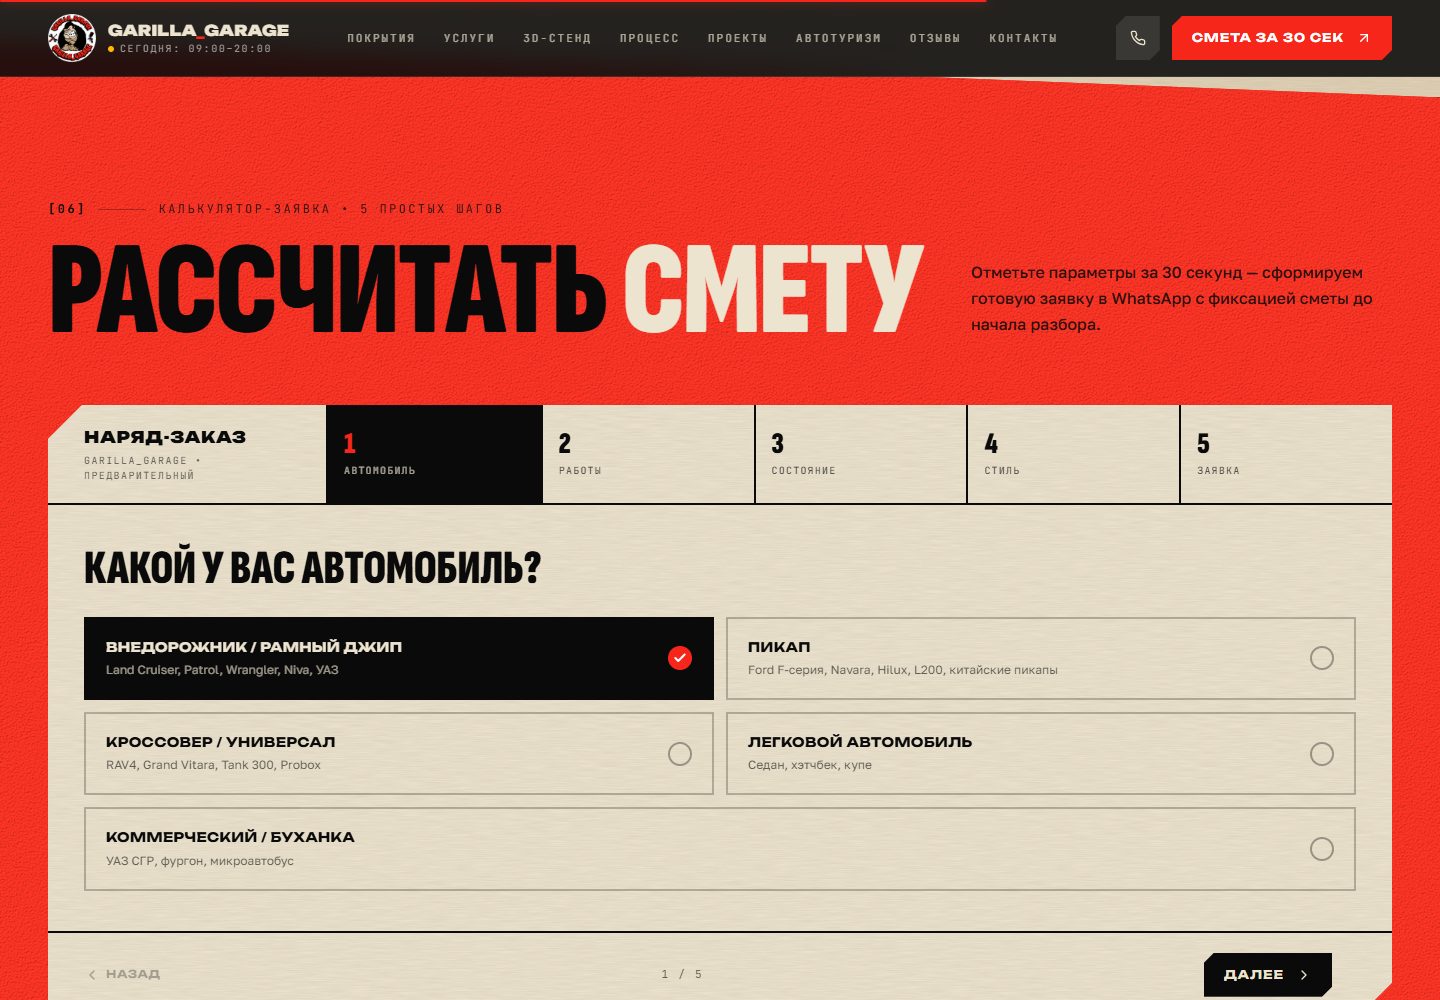 GARILLA_GARAGE
СЕГОДНЯ: 09:00–20:00
ПОКРЫТИЯ
УСЛУГИ
3D-СТЕНД
ПРОЦЕСС
ПРОЕКТЫ
АВТОТУРИЗМ
ОТЗЫВЫ
КОНТАКТЫ
СМЕТА ЗА 30 СЕК
[06]
КАЛЬКУЛЯТОР-ЗАЯВКА • 5 ПРОСТЫХ ШАГОВ
РАССЧИТАТЬ СМЕТУ
Отметьте параметры за 30 секунд — сформируем
готовую заявку в WhatsApp с фиксацией сметы до
начала разбора.
НАРЯД-ЗАКАЗ
GARILLA_GARAGE •
ПРЕДВАРИТЕЛЬНЫЙ
1
АВТОМОБИЛЬ
2
РАБОТЫ
3
СОСТОЯНИЕ
4
СТИЛЬ
5
ЗАЯВКА
КАКОЙ У ВАС АВТОМОБИЛЬ?
ВНЕДОРОЖНИК / РАМНЫЙ ДЖИП
Land Cruiser, Patrol, Wrangler, Niva, УАЗ
ПИКАП
Ford F-серия, Navara, Hilux, L200, китайские пикапы
КРОССОВЕР / УНИВЕРСАЛ
RAV4, Grand Vitara, Tank 300, Probox
ЛЕГКОВОЙ АВТОМОБИЛЬ
Седан, хэтчбек, купе
КОММЕРЧЕСКИЙ / БУХАНКА
УАЗ СГР, фургон, микроавтобус
НАЗАД
1 / 5
ДАЛЕЕ